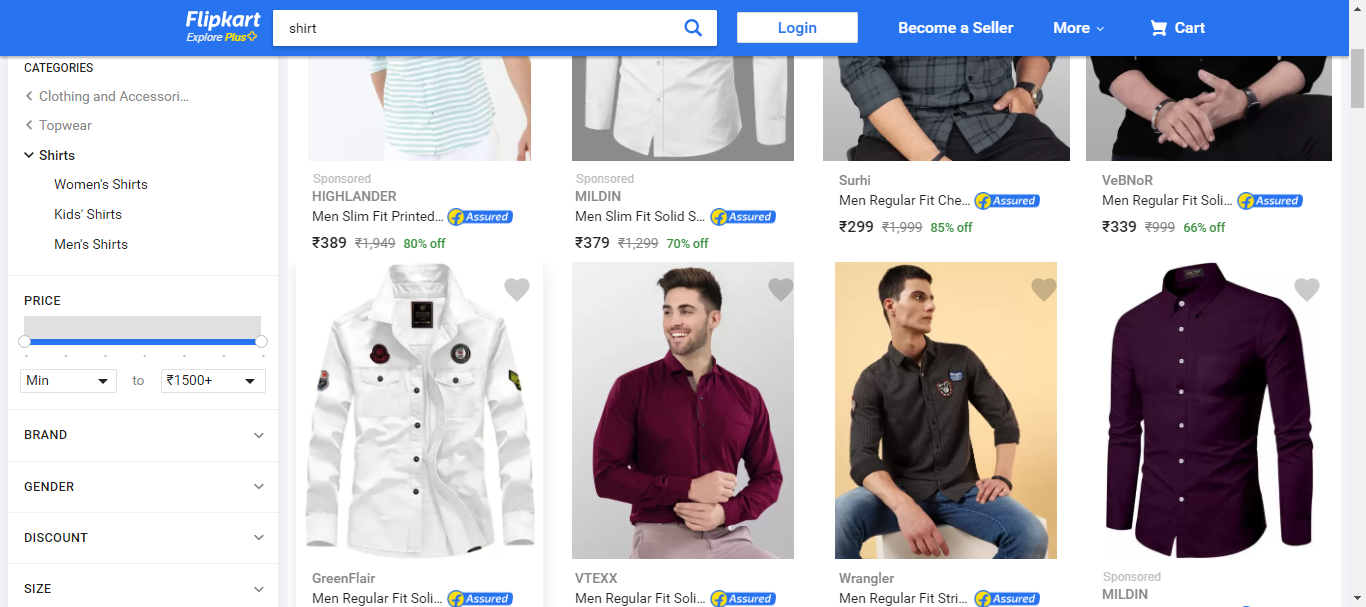 Flipkart
Explore Plus
shirt
Login
Become a Seller
More
Cart
CATEGORIES
Clothing and Accessori...
Topwear
Shirts
Women's Shirts
Kids' Shirts
Men's Shirts
PRICE
Min
to
₹1500+
BRAND
GENDER
DISCOUNT
SIZE
Sponsored
HIGHLANDER
Men Slim Fit Printed... Assured
₹389 ₹1,949 80% off
Sponsored
MILDIN
Men Slim Fit Solid S... Assured
₹379 ₹1,299 70% off
Surhi
Men Regular Fit Che... Assured
₹299 ₹1,999 85% off
VeBNoR
Men Regular Fit Soli... Assured
₹339 ₹999 66% off
GreenFlair
Men Regular Fit Soli... Assured
VTEXX
Men Regular Fit Soli... Assured
Wrangler
Men Regular Fit Stri... Assured
Sponsored
MILDIN